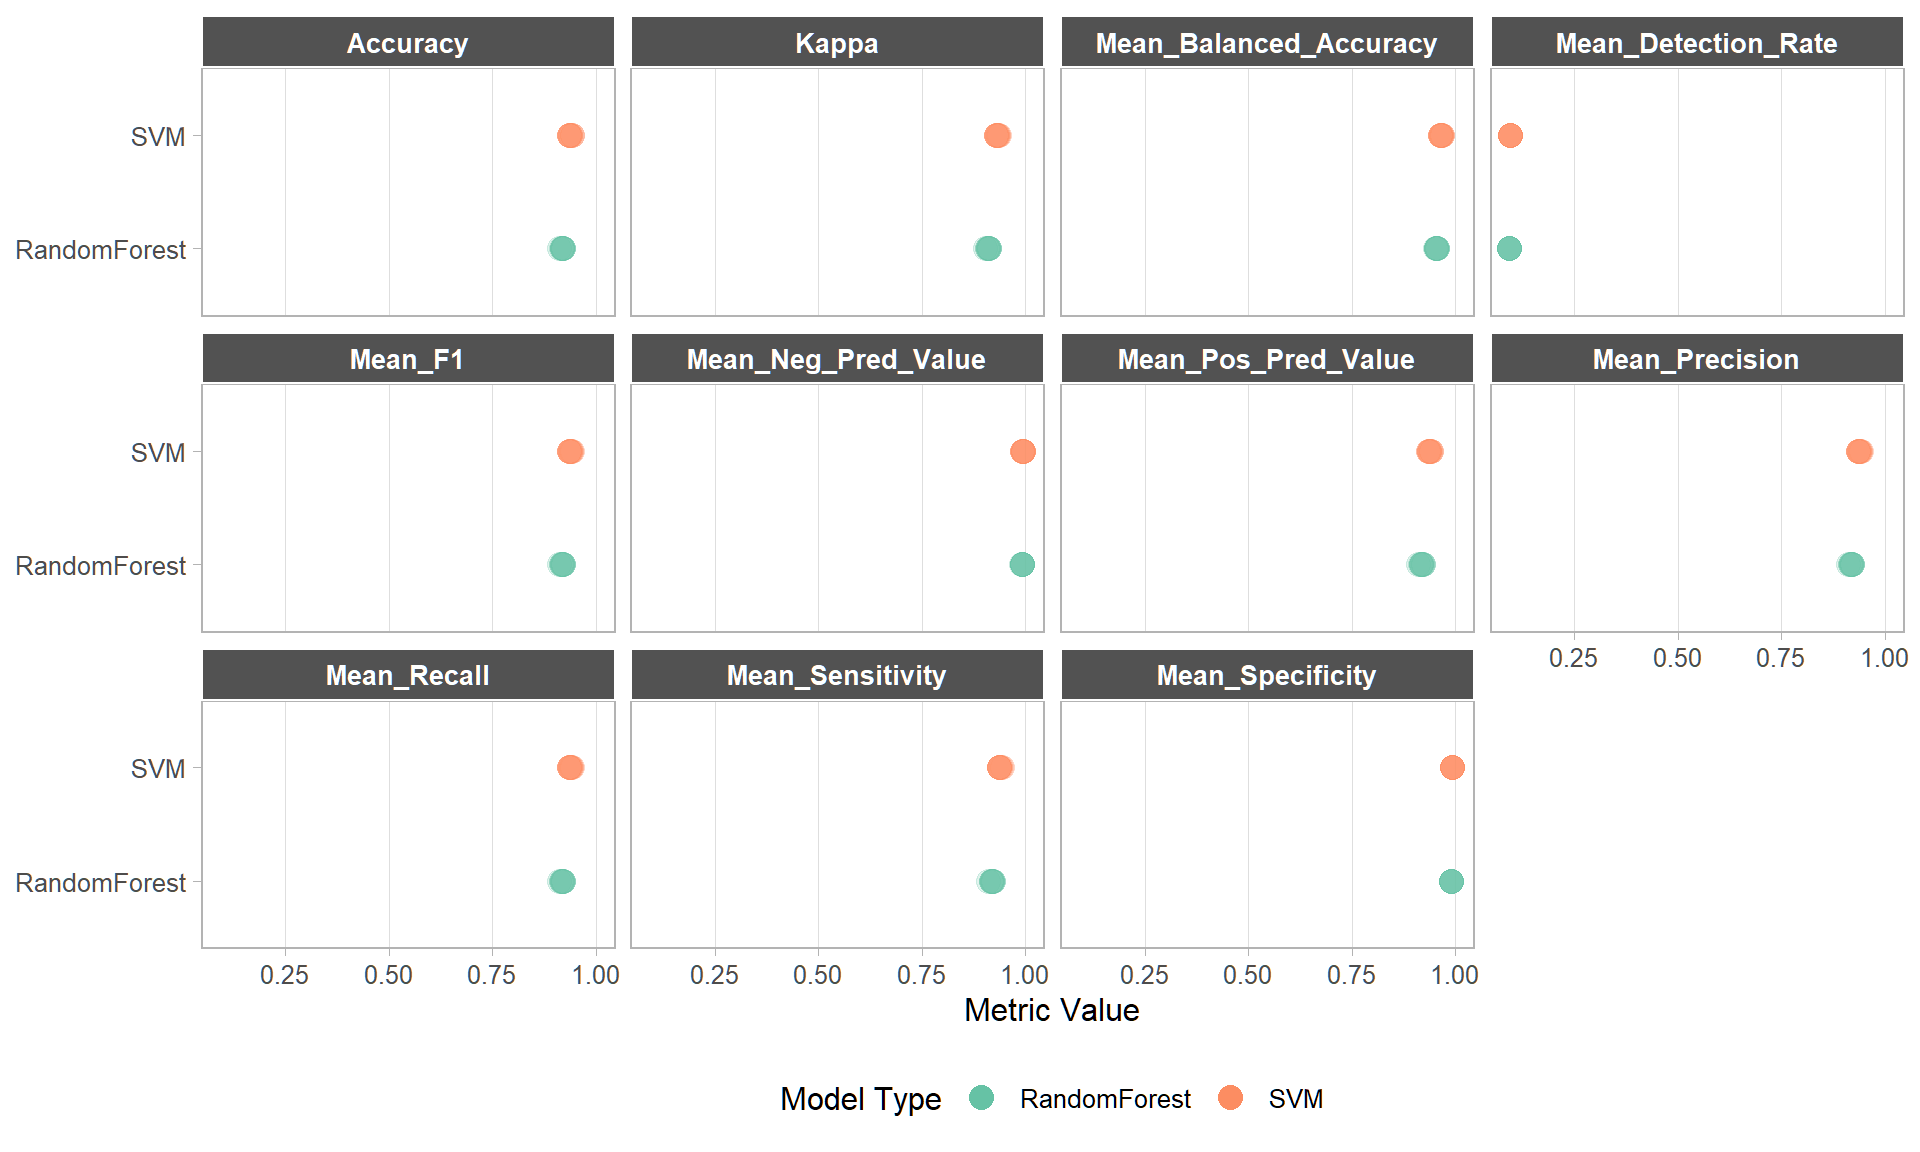 Accuracy Kappa Mean_Balanced_Accuracy Mean_Detection_Rate
SVM
RandomForest
Mean_F1 Mean_Neg_Pred_Value Mean_Pos_Pred_Value Mean_Precision
SVM
RandomForest
0.25 0.50 0.75 1.00
Mean_Recall Mean_Sensitivity Mean_Specificity
SVM
RandomForest
0.25 0.50 0.75 1.00 0.25 0.50 0.75 1.00 0.25 0.50 0.75 1.00
Metric Value
Model Type RandomForest SVM